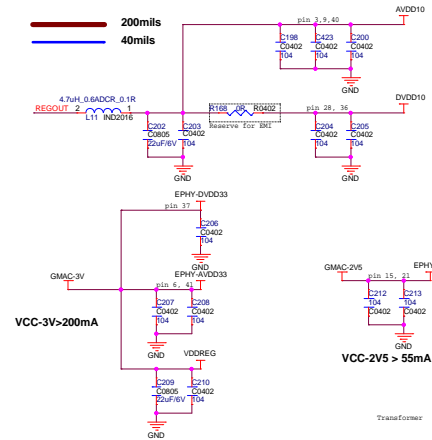 200mils
40mils
pin 3,9,40
AVDD10
C198
C0402
104
C423
C0402
104
C200
C0402
104
GND
4.7uH_0.6ADCR_0.1R
REGOUT 2 1
L11 IND2016
R168 0R R0402
Reserve for EMI
pin 28, 36
DVDD10
C202
C0805
22uF/6V
C203
C0402
104
GND
C204
C0402
104
C205
C0402
104
GND
EPHY-DVDD33
pin 37
C206
C0402
104
GND
GMAC-3V
EPHY-AVDD33
pin 6, 41
C207
C0402
104
C208
C0402
104
GND
VCC-3V>200mA
VDDREG
C209
C0805
22uF/6V
C210
C0402
104
GND
GMAC-2V5
pin 15, 21
EPHY
C212
C0402
104
C213
C0402
104
GND
VCC-2V5 > 55mA
Transformer